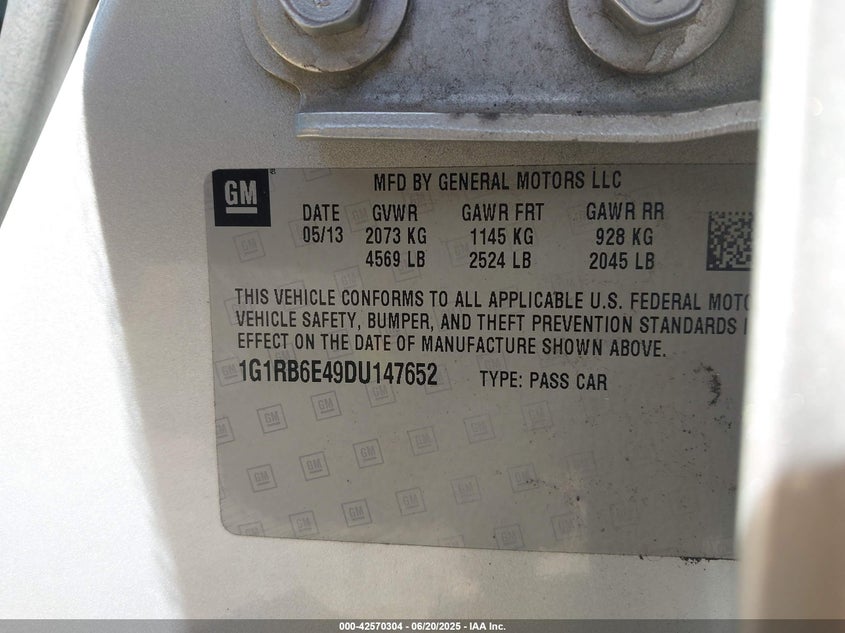 GM
MFD BY GENERAL MOTORS LLC
DATE GVWR GAWR FRT GAWR RR
05/13 2073 KG 1145 KG 928 KG
4569 LB 2524 LB 2045 LB
THIS VEHICLE CONFORMS TO ALL APPLICABLE U.S. FEDERAL MOTO
VEHICLE SAFETY, BUMPER, AND THEFT PREVENTION STANDARDS I
EFFECT ON THE DATE OF MANUFACTURE SHOWN ABOVE.
1G1RB6E49DU147652 TYPE: PASS CAR
000-42570304 - 06/20/2025 - IAA Inc.